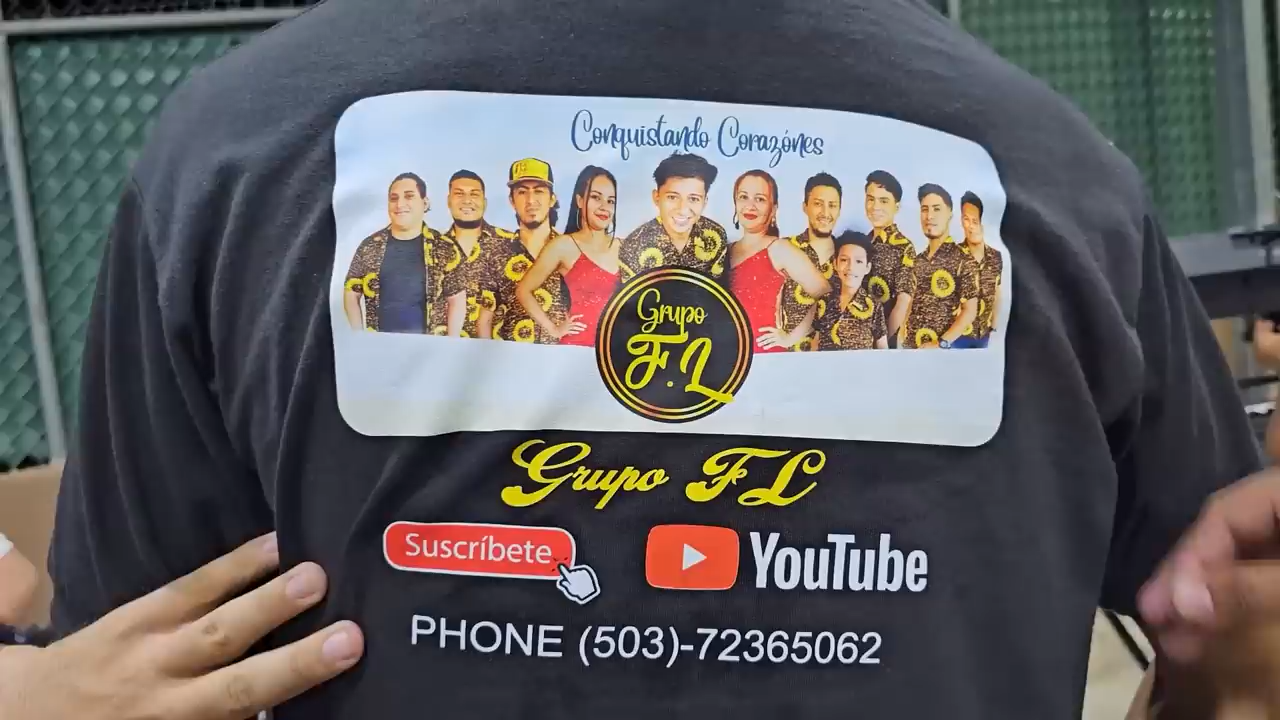 Conquistando Corazónes
Grupo
F.L
Grupo FL
Suscríbete
YouTube
PHONE (503)-72365062